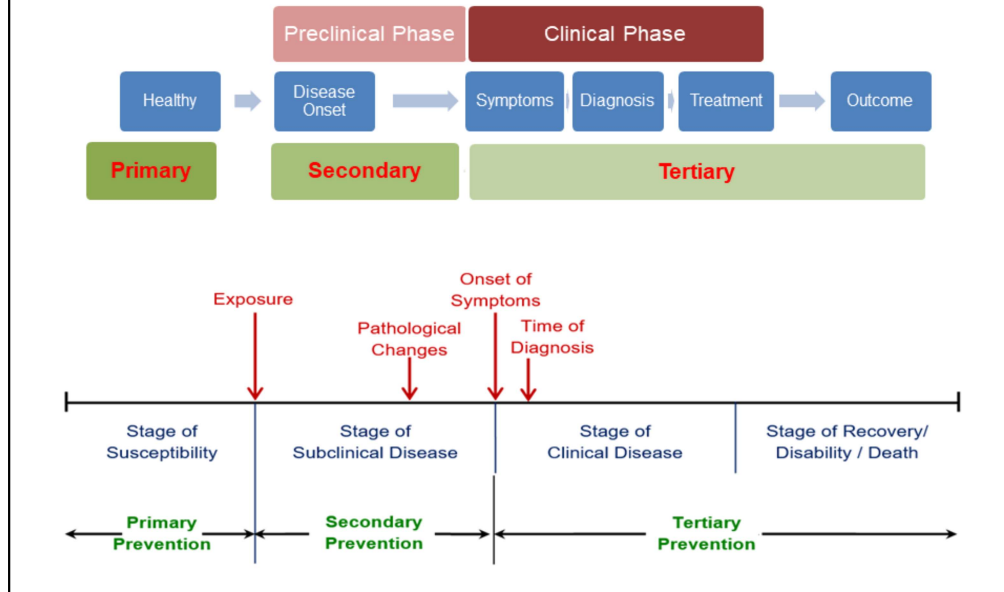 Preclinical Phase
Clinical Phase
Healthy
Disease
Onset
Symptoms
Diagnosis
Treatment
Outcome
Primary
Secondary
Tertiary
Exposure
Pathological
Changes
Onset of
Symptoms
Time of
Diagnosis
Stage of
Susceptibility
Stage of
Subclinical Disease
Stage of
Clinical Disease
Stage of Recovery/
Disability / Death
Primary
Prevention
Secondary
Prevention
Tertiary
Prevention